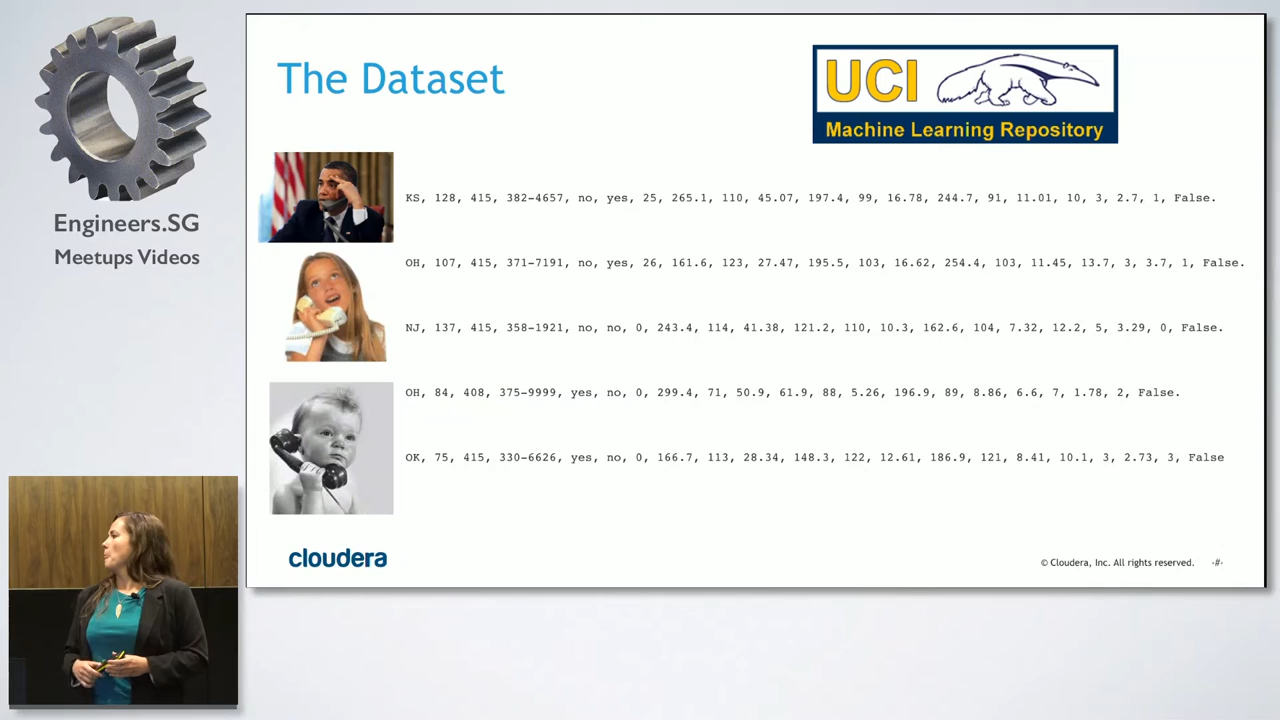 Engineers.SG
Meetups Videos
The Dataset
UCI
Machine Learning Repository
KS, 128, 415, 382-4657, no, yes, 25, 265.1, 110, 45.07, 197.4, 99, 16.78, 244.7, 91, 11.01, 10, 3, 2.7, 1, False.
OH, 107, 415, 371-7191, no, yes, 26, 161.6, 123, 27.47, 195.5, 103, 16.62, 254.4, 103, 11.45, 13.7, 3, 3.7, 1, False.
NJ, 137, 415, 358-1921, no, no, 0, 243.4, 114, 41.38, 121.2, 110, 10.3, 162.6, 104, 7.32, 12.2, 5, 3.29, 0, False.
OH, 84, 408, 375-9999, yes, no, 0, 299.4, 71, 50.9, 61.9, 88, 5.26, 196.9, 89, 8.86, 6.6, 7, 1.78, 2, False.
OK, 75, 415, 330-6626, yes, no, 0, 166.7, 113, 28.34, 148.3, 122, 12.61, 186.9, 121, 8.41, 10.1, 3, 2.73, 3, False
cloudera
© Cloudera, Inc. All rights reserved. ‹#›